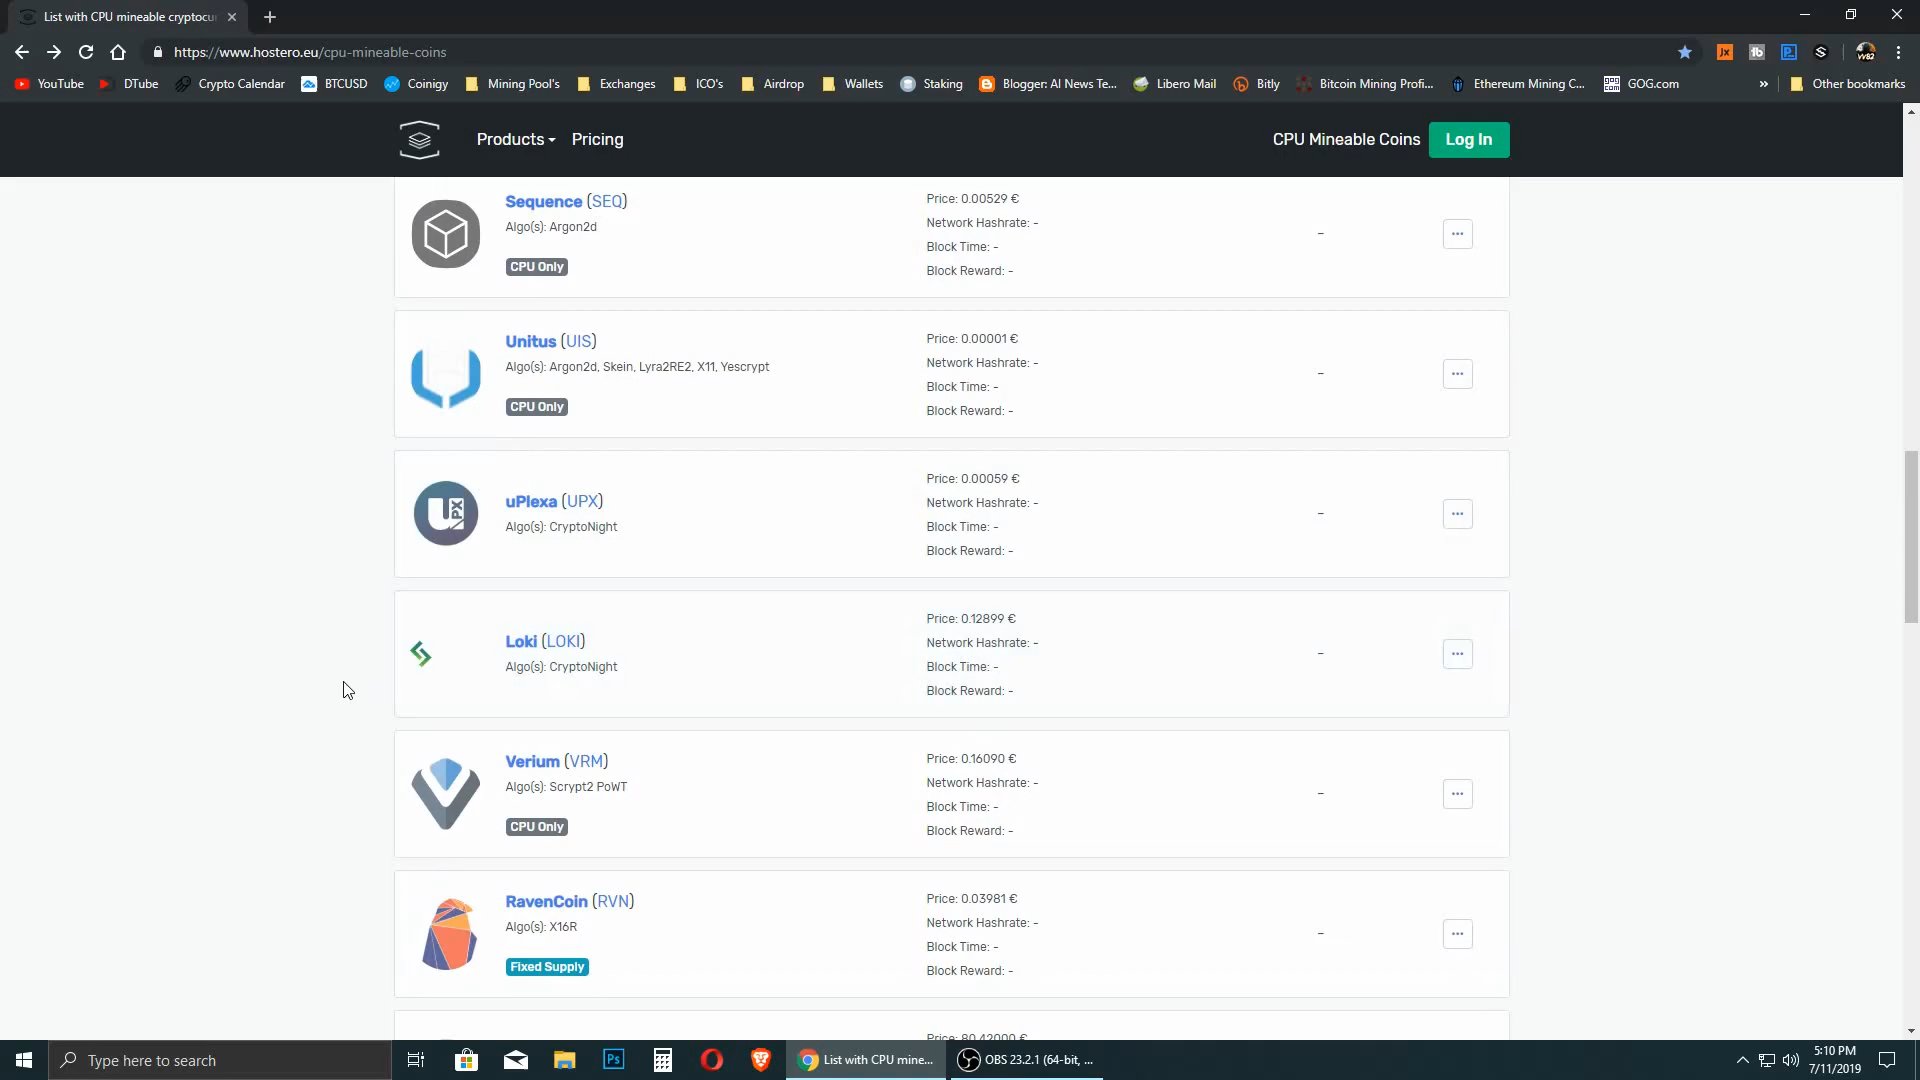 List with CPU mineable cryptocu
https://www.hostero.eu/cpu-mineable-coins
VV82
YouTube
DTube
Crypto Calendar
BTCUSD
Coinigy
Mining Pool's
Exchanges
ICO's
Airdrop
Wallets
Staking
Blogger: AI News Te...
Libero Mail
Bitly
Bitcoin Mining Profi...
Ethereum Mining C...
GOG.com
Other bookmarks
Products
Pricing
CPU Mineable Coins
Log In
Sequence (SEQ)
Algo(s): Argon2d
CPU Only
Price: 0.00529 €
Network Hashrate: -
Block Time: -
Block Reward: -
-
Unitus (UIS)
Algo(s): Argon2d, Skein, Lyra2RE2, X11, Yescrypt
CPU Only
Price: 0.00001 €
Network Hashrate: -
Block Time: -
Block Reward: -
-
UPX
uPlexa (UPX)
Algo(s): CryptoNight
Price: 0.00059 €
Network Hashrate: -
Block Time: -
Block Reward: -
-
Loki (LOKI)
Algo(s): CryptoNight
Price: 0.12899 €
Network Hashrate: -
Block Time: -
Block Reward: -
-
Verium (VRM)
Algo(s): Scrypt2 PoWT
CPU Only
Price: 0.16090 €
Network Hashrate: -
Block Time: -
Block Reward: -
-
RavenCoin (RVN)
Algo(s): X16R
Fixed Supply
Price: 0.03981 €
Network Hashrate: -
Block Time: -
Block Reward: -
-
Price: 80.42000 €
Type here to search
Ps
List with CPU mine...
OBS 23.2.1 (64-bit, ...
5:10 PM
7/11/2019